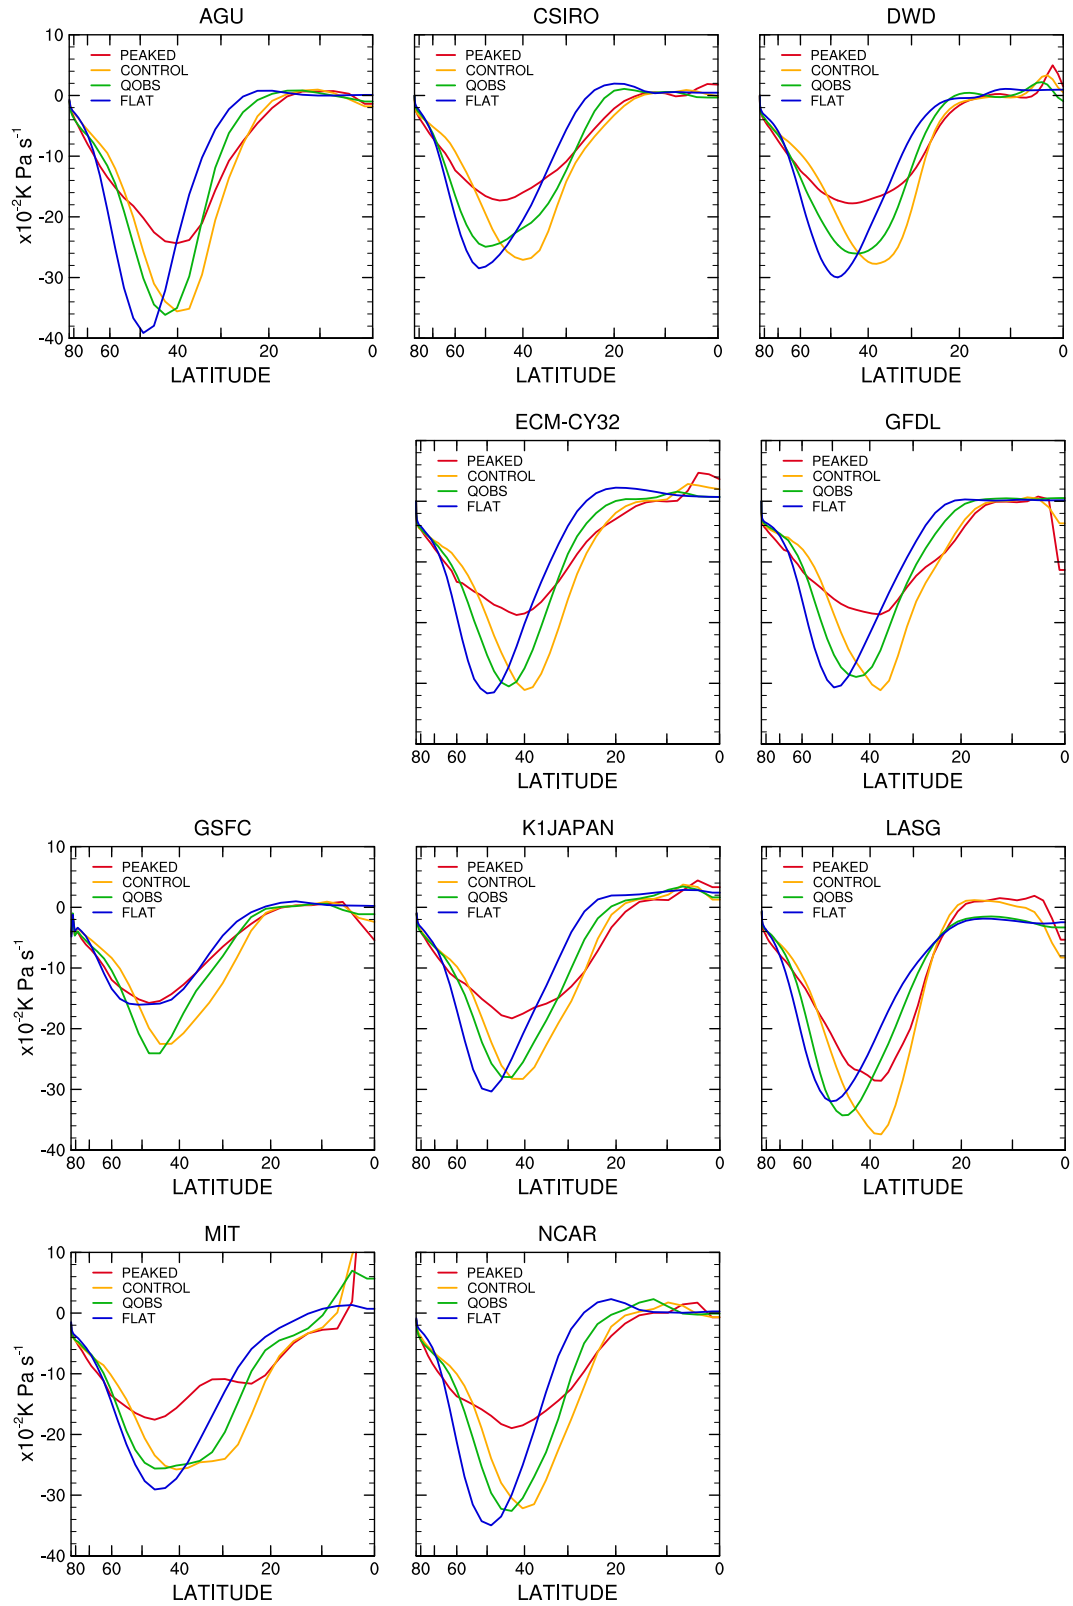 AGU CSIRO DWD
10 PEAKED PEAKED PEAKED
CONTROL CONTROL CONTROL
0 QOBS QOBS QOBS
FLAT FLAT FLAT
-10
x10⁻²K Pa s⁻¹
-20
-30
-40
80 60 40 20 0 80 60 40 20 0 80 60 40 20 0
LATITUDE LATITUDE LATITUDE
ECM-CY32 GFDL
PEAKED PEAKED
CONTROL CONTROL
QOBS QOBS
FLAT FLAT
80 60 40 20 0 80 60 40 20 0
LATITUDE LATITUDE
GSFC K1JAPAN LASG
10 PEAKED PEAKED PEAKED
CONTROL CONTROL CONTROL
0 QOBS QOBS QOBS
FLAT FLAT FLAT
-10
x10⁻²K Pa s⁻¹
-20
-30
-40
80 60 40 20 0 80 60 40 20 0 80 60 40 20 0
LATITUDE LATITUDE LATITUDE
MIT NCAR
10 PEAKED PEAKED
CONTROL CONTROL
0 QOBS QOBS
FLAT FLAT
-10
x10⁻²K Pa s⁻¹
-20
-30
-40
80 60 40 20 0 80 60 40 20 0
LATITUDE LATITUDE